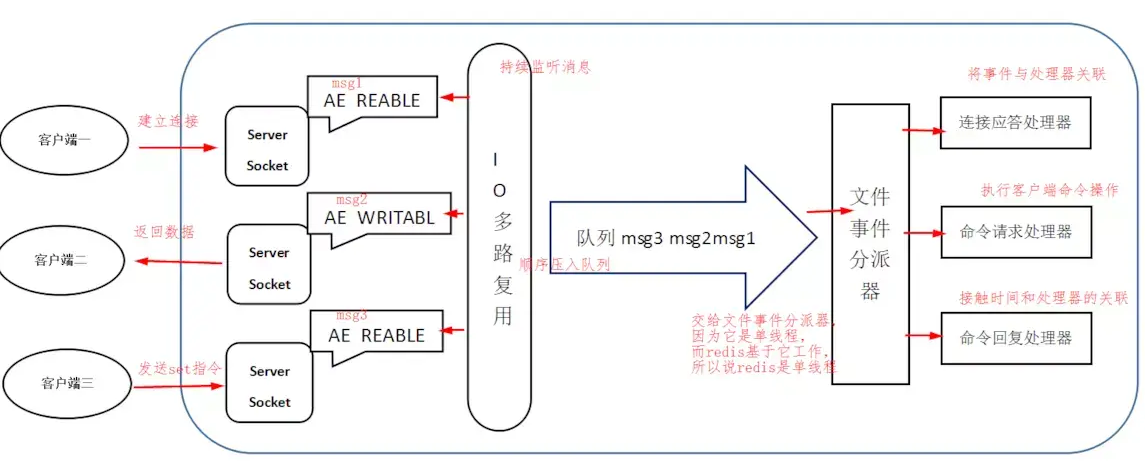 客户端一
建立连接
Server
Socket
msg1
AE REABLE
客户端二
返回数据
Server
Socket
msg2
AE WRITABL
客户端三
发送set指令
Server
Socket
msg3
AE REABLE
持续监听消息
IO多路复用
顺序压入队列
队列 msg3 msg2msg1
交给文件事件分派器，
因为它是单线程，
而redis基于它工作，
所以说redis是单线程
文件
事件
分派
器
将事件与处理器关联
连接应答处理器
执行客户端命令操作
命令请求处理器
接触时间和处理器的关联
命令回复处理器